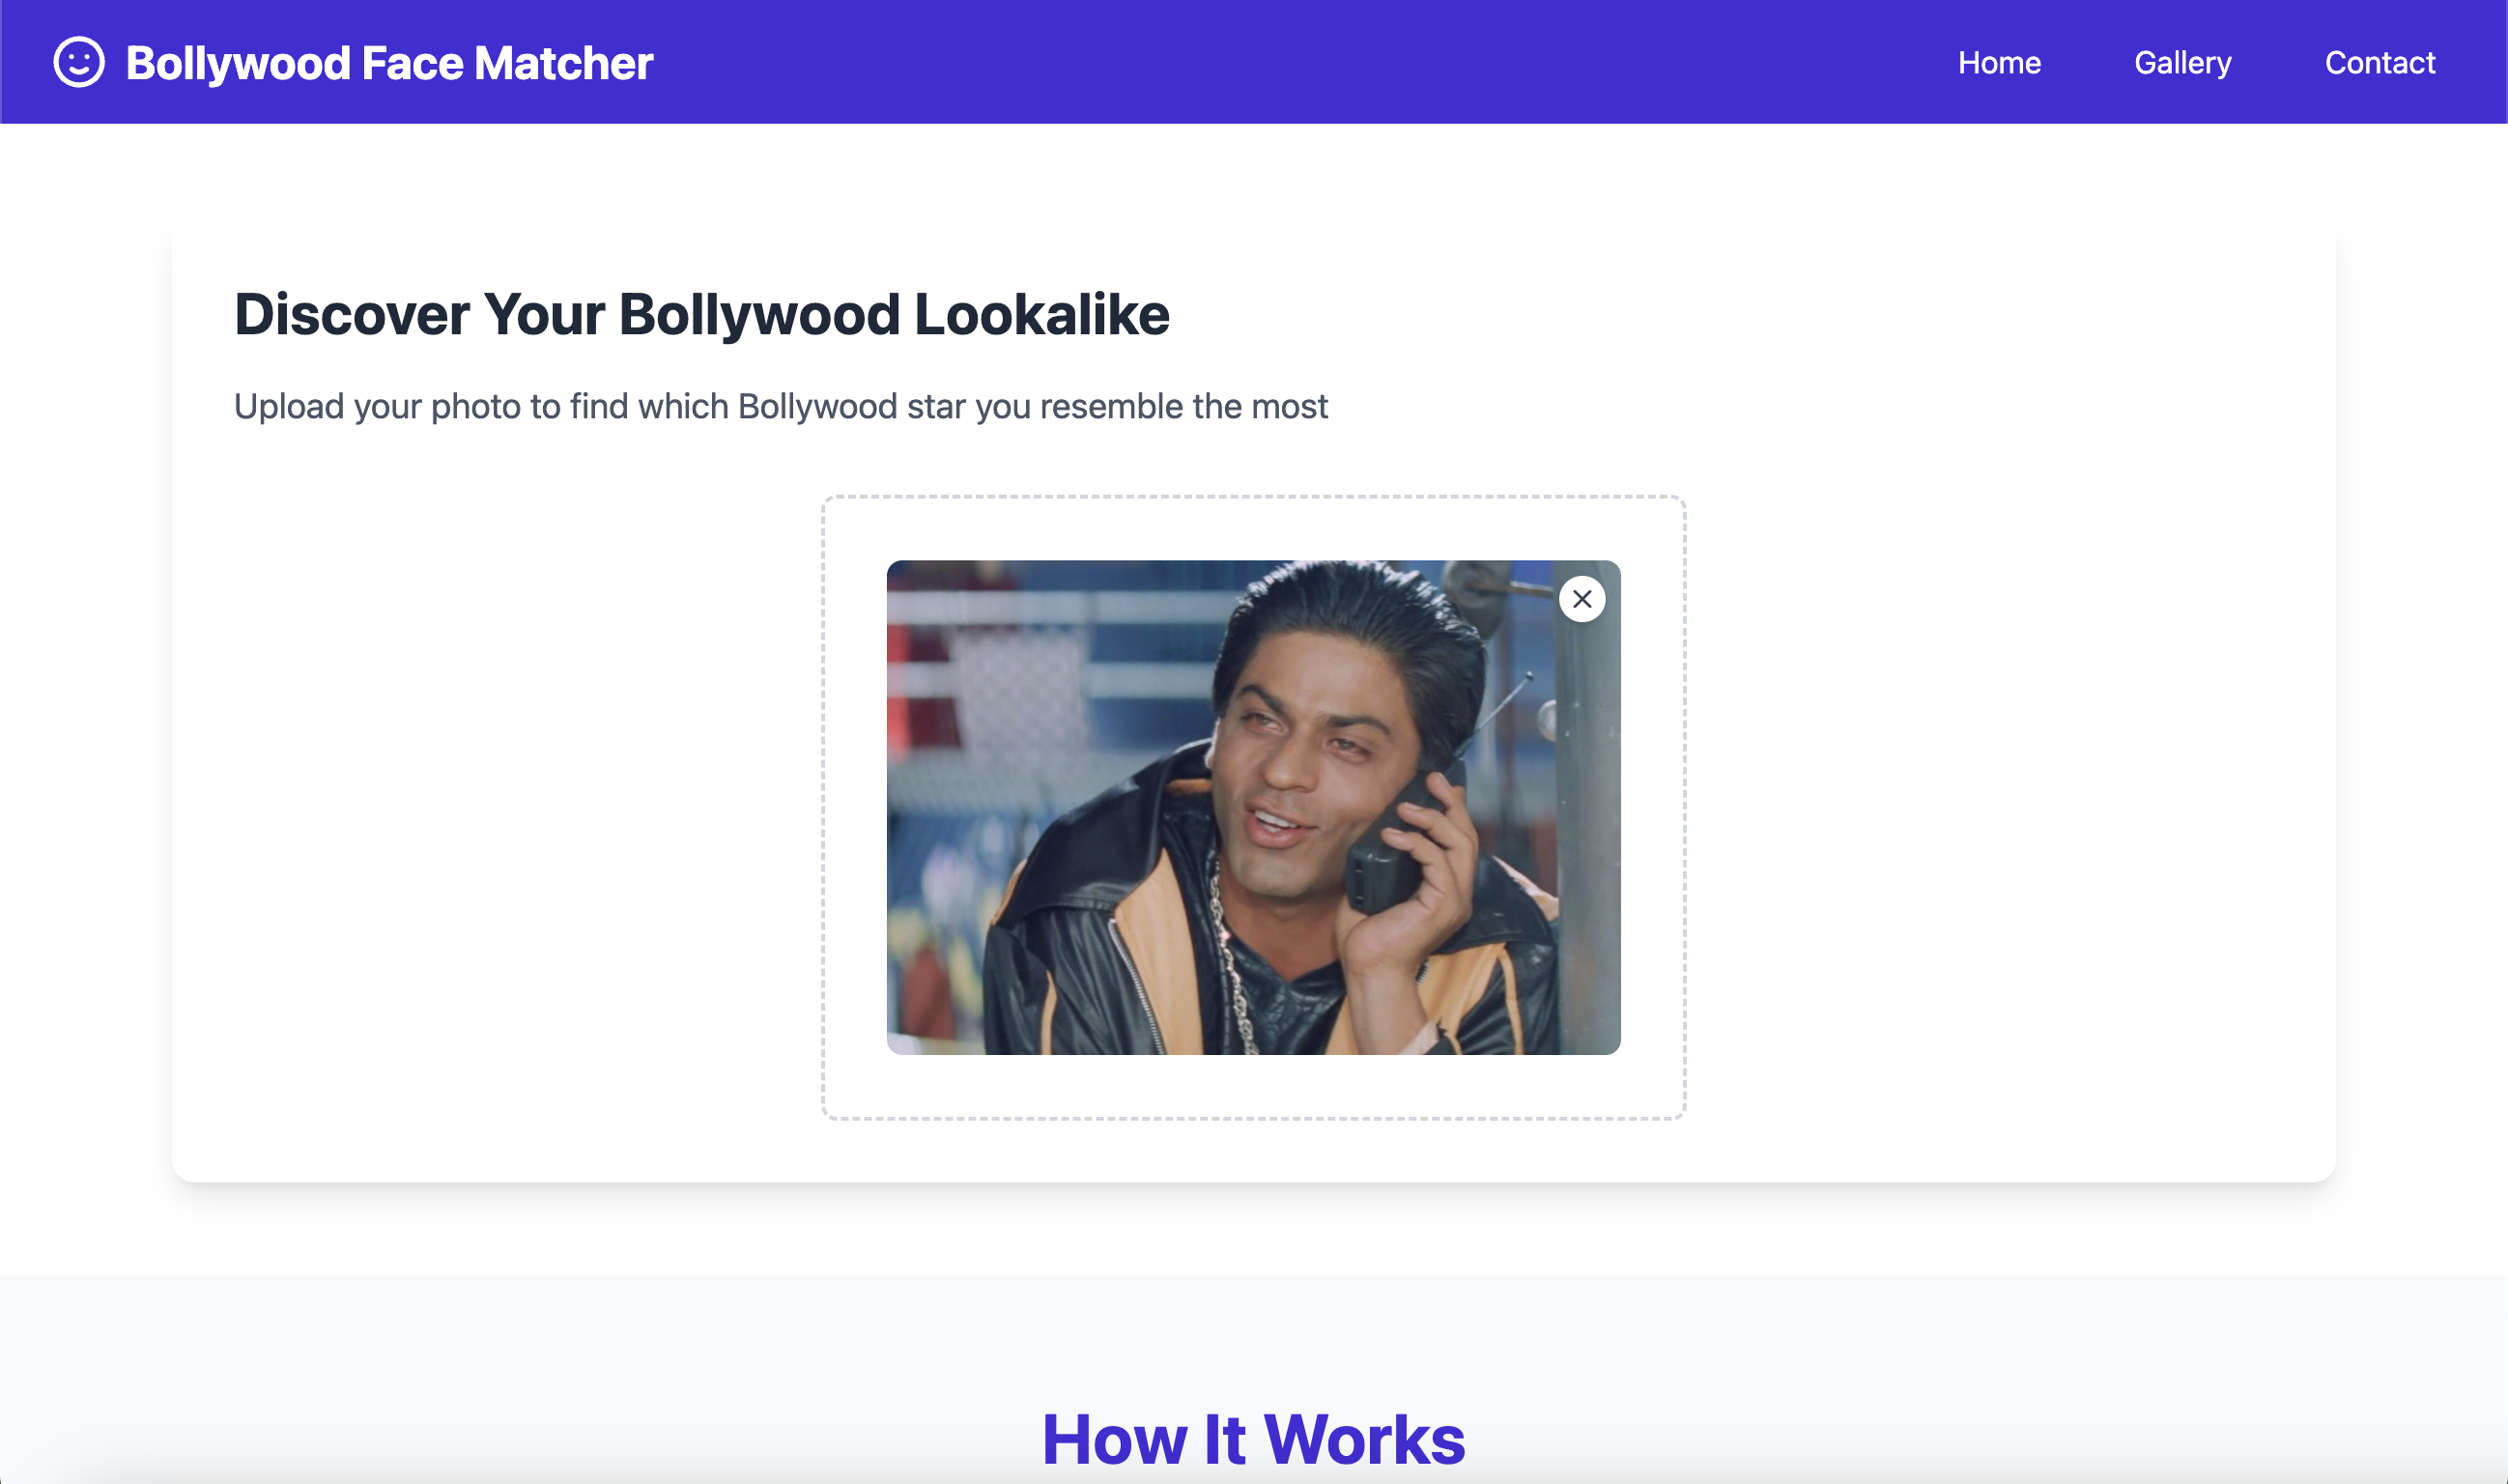 Bollywood Face Matcher
Home
Gallery
Contact
Discover Your Bollywood Lookalike
Upload your photo to find which Bollywood star you resemble the most
How It Works